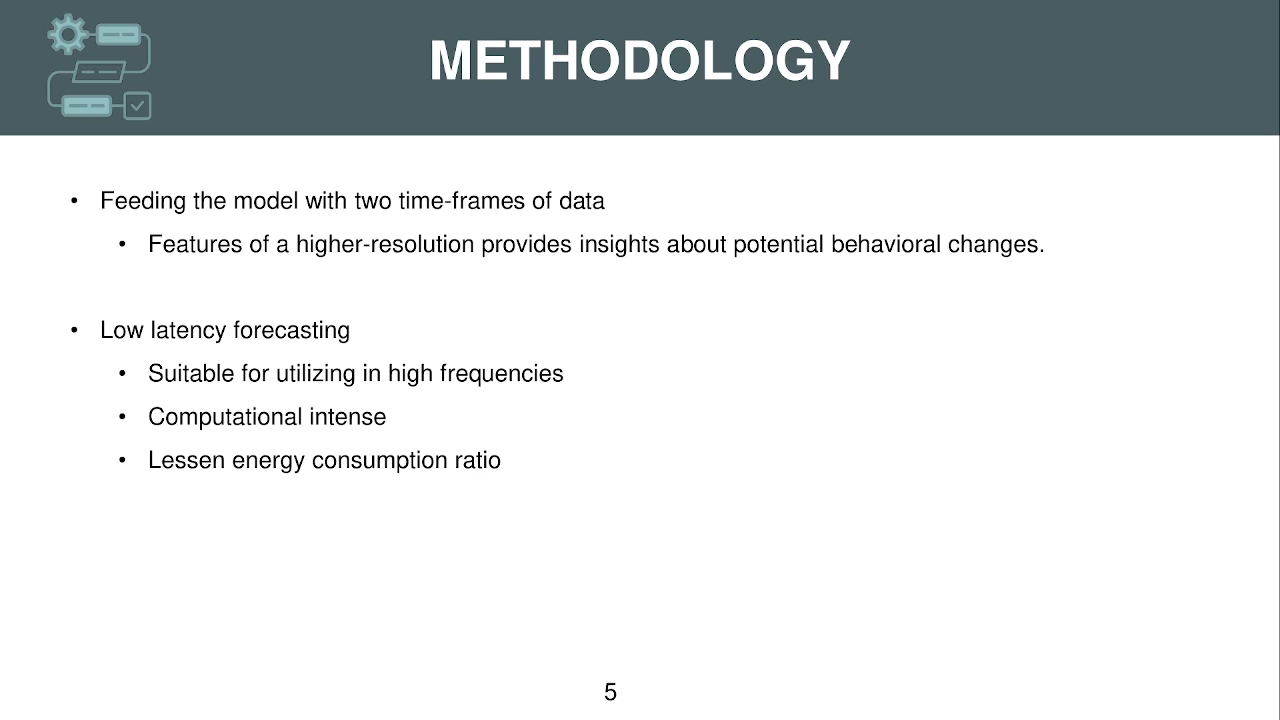 METHODOLOGY
• Feeding the model with two time-frames of data
• Features of a higher-resolution provides insights about potential behavioral changes.
• Low latency forecasting
• Suitable for utilizing in high frequencies
• Computational intense
• Lessen energy consumption ratio
5